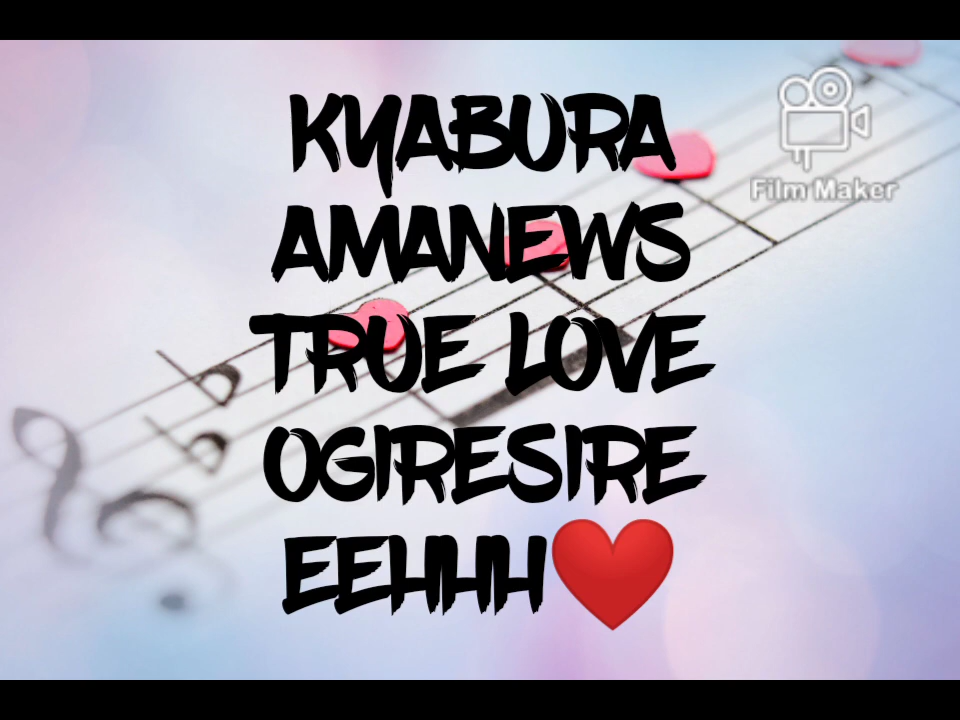 KYABURA
AMANEWS
TRUE LOVE
OGIRESIRE
EEHHH❤️
Film Maker